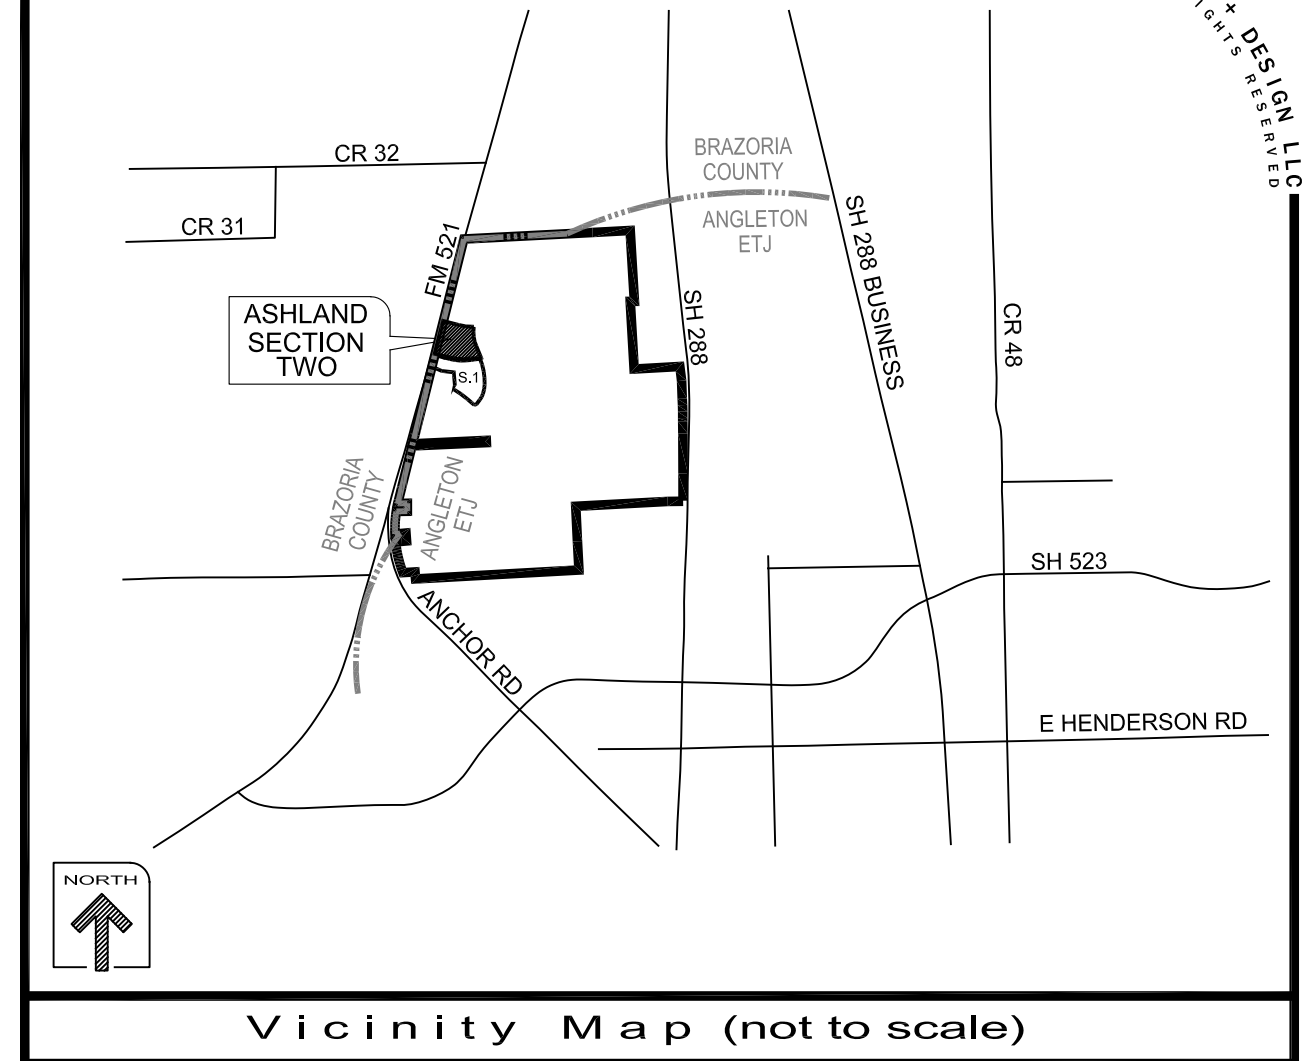 + DESIGN LLC
IGHTS RESERVED
CR 32
BRAZORIA
COUNTY
CR 31
ANGLETON
ETJ
FM 521
SH 288 BUSINESS
ASHLAND
SECTION
TWO
SH 288
CR 48
S.1
BRAZORIA
COUNTY
ANGLETON
ETJ
SH 523
ANCHOR RD
E HENDERSON RD
NORTH
Vicinity Map (not to scale)